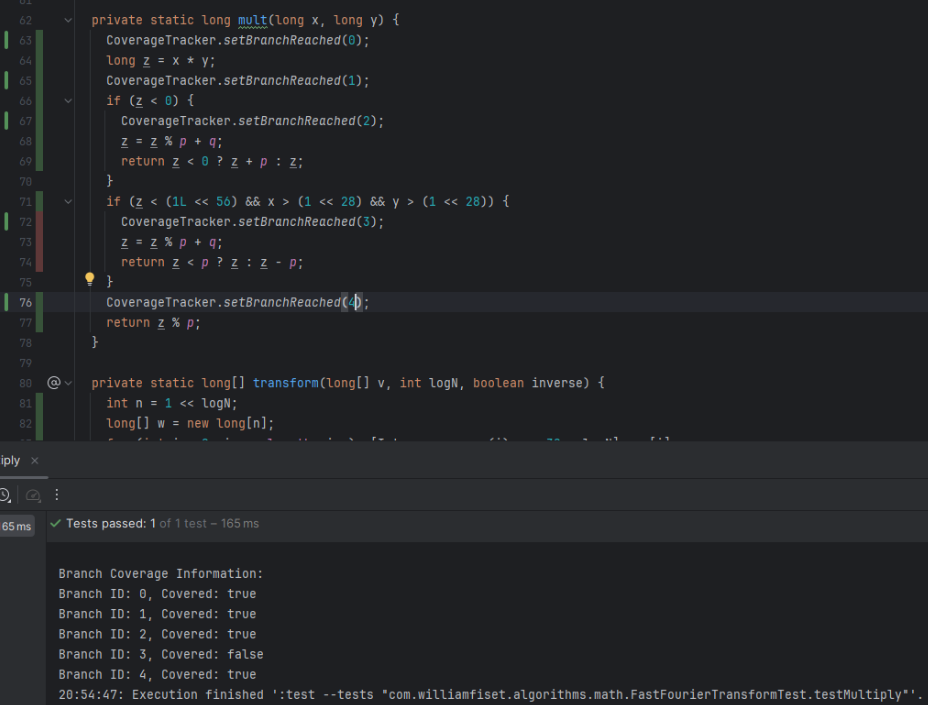 61
62 private static long mult(long x, long y) {
63 CoverageTracker.setBranchReached(0);
64 long z = x * y;
65 CoverageTracker.setBranchReached(1);
66 if (z < 0) {
67 CoverageTracker.setBranchReached(2);
68 z = z % p + q;
69 return z < 0 ? z + p : z;
70 }
71 if (z < (1L << 56) && x > (1 << 28) && y > (1 << 28)) {
72 CoverageTracker.setBranchReached(3);
73 z = z % p + q;
74 return z < p ? z : z - p;
75 }
76 CoverageTracker.setBranchReached(4);
77 return z % p;
78 }
79
80 @ private static long[] transform(long[] v, int logN, boolean inverse) {
81 int n = 1 << logN;
82 long[] w = new long[n];
iply ×
65 ms
Tests passed: 1 of 1 test – 165 ms
Branch Coverage Information:
Branch ID: 0, Covered: true
Branch ID: 1, Covered: true
Branch ID: 2, Covered: true
Branch ID: 3, Covered: false
Branch ID: 4, Covered: true
20:54:47: Execution finished ':test --tests "com.williamfiset.algorithms.math.FastFourierTransformTest.testMultiply"'.